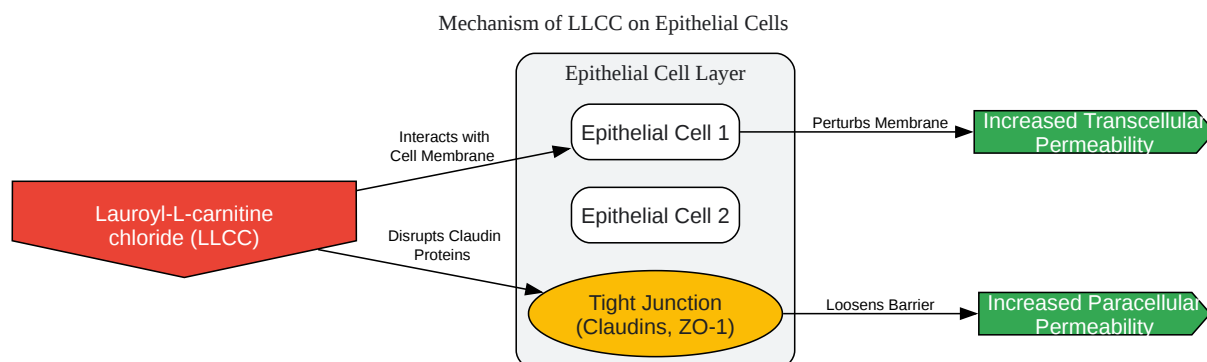 Mechanism of LLCC on Epithelial Cells
Epithelial Cell Layer
Interacts with
Cell Membrane
Epithelial Cell 1
Perturbs Membrane
Increased Transcellular
Permeability
Lauroyl-L-carnitine
chloride (LLCC)
Epithelial Cell 2
Disrupts Claudin
Proteins
Tight Junction
(Claudins, ZO-1)
Loosens Barrier
Increased Paracellular
Permeability